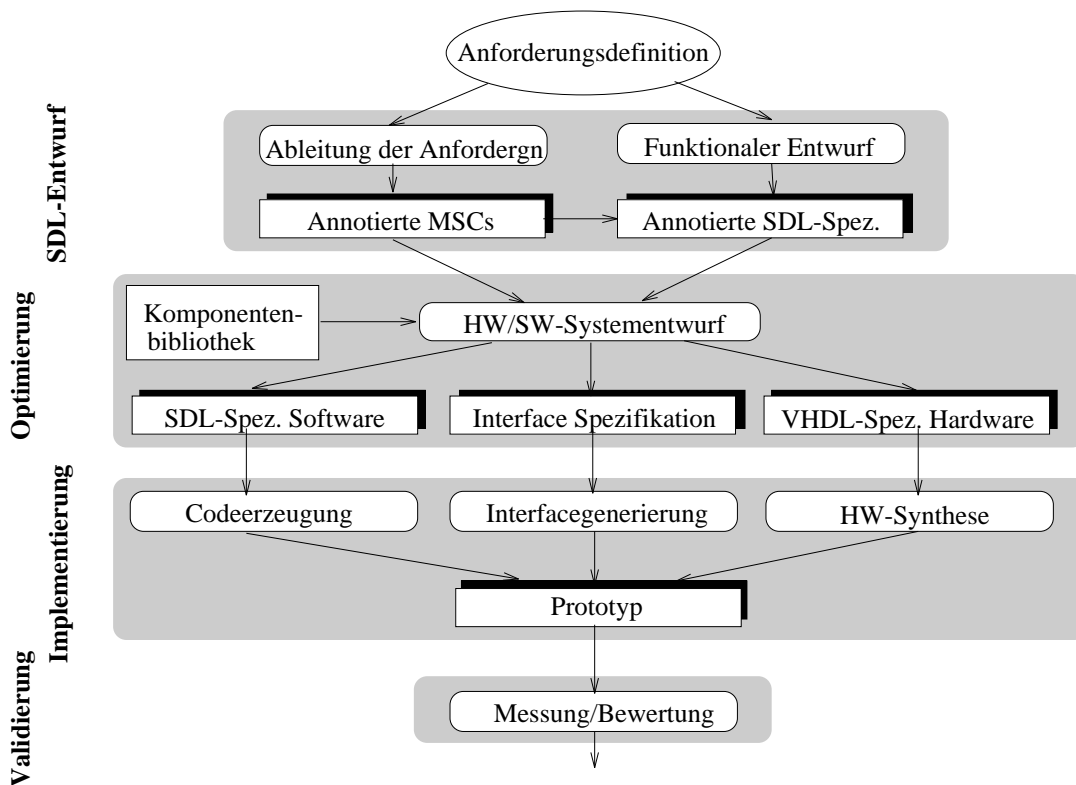 Anforderungsdefinition
SDL-Entwurf
Ableitung der Anfordergn
Funktionaler Entwurf
Annotierte MSCs
Annotierte SDL-Spez.
Optimierung
Komponenten-
bibliothek
HW/SW-Systementwurf
SDL-Spez. Software
Interface Spezifikation
VHDL-Spez. Hardware
Implementierung
Codeerzeugung
Interfacegenerierung
HW-Synthese
Prototyp
Validierung
Messung/Bewertung